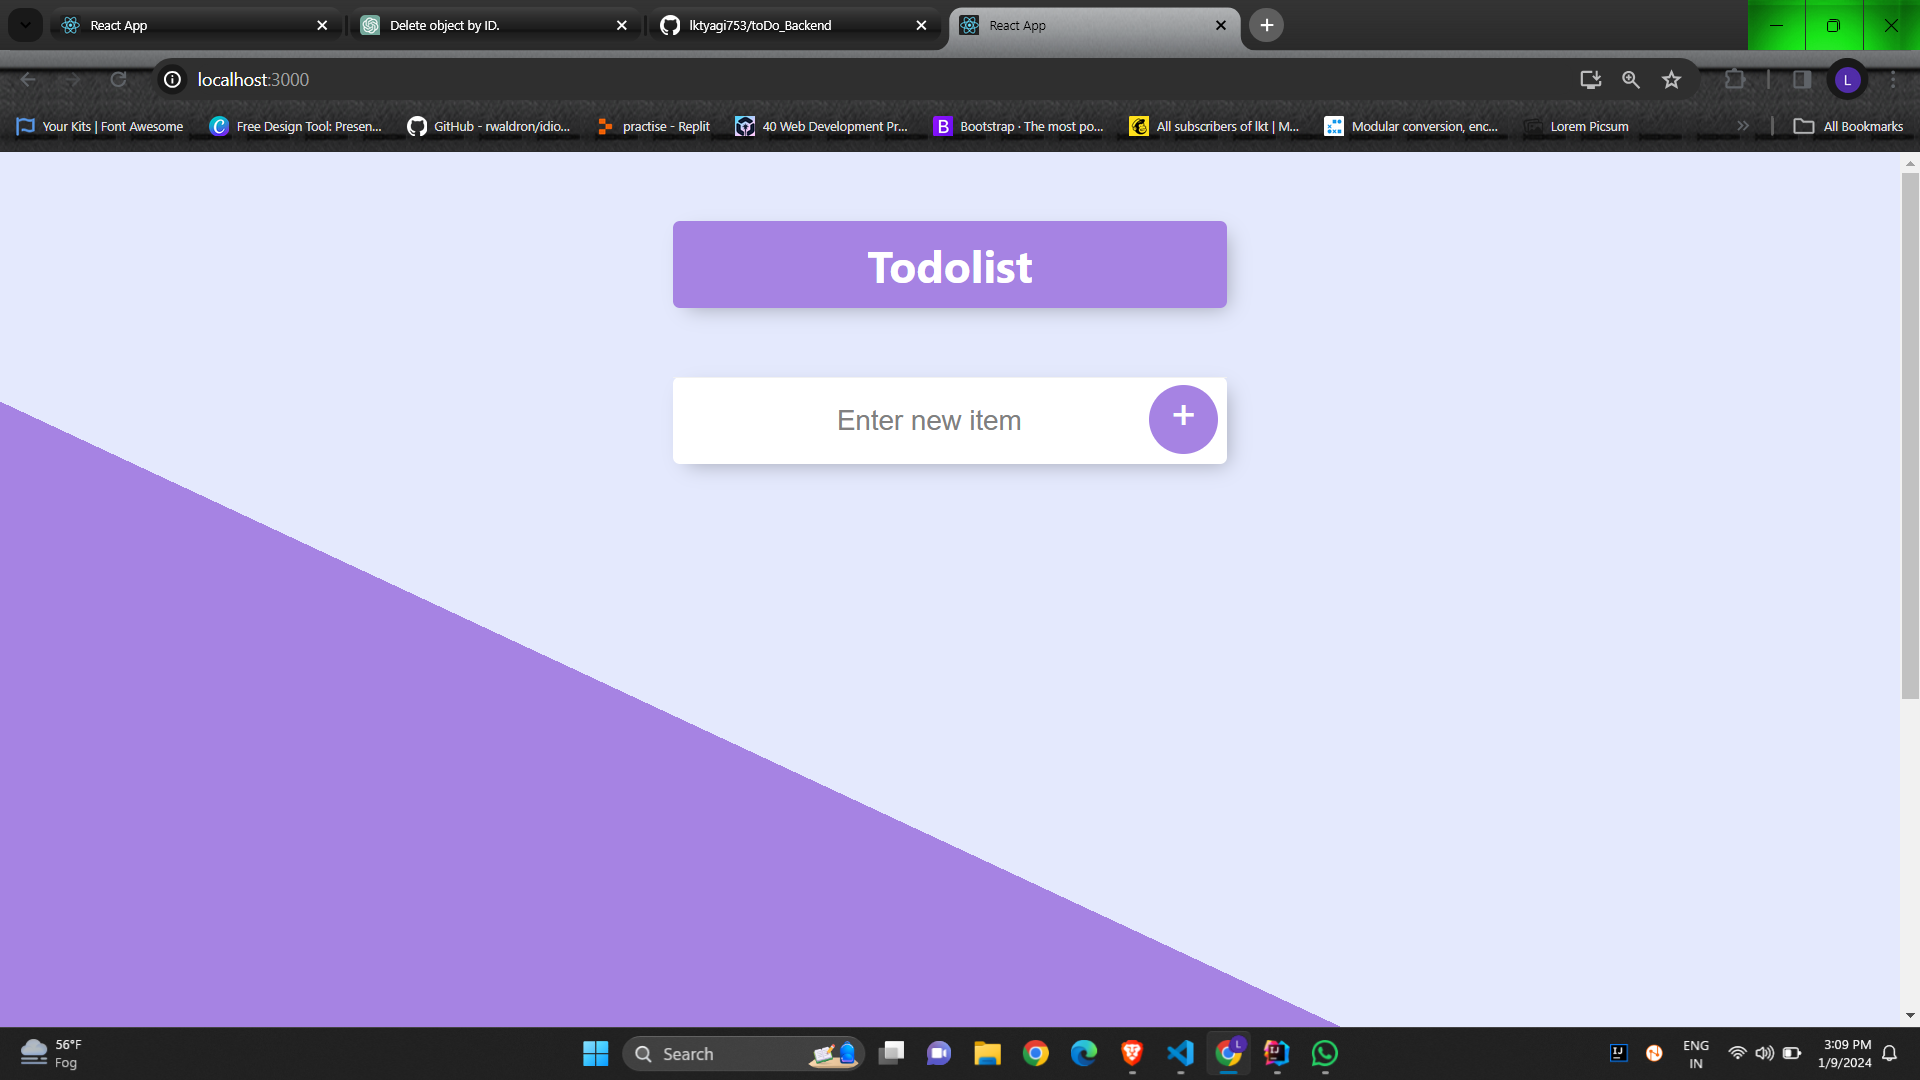 React App
Delete object by ID.
lktyagi753/toDo_Backend
React App
localhost:3000
L
Your Kits | Font Awesome
Free Design Tool: Presen...
GitHub - rwaldron/idio...
practise - Replit
40 Web Development Pr...
B
Bootstrap · The most po...
All subscribers of lkt | M...
Modular conversion, enc...
Lorem Picsum
All Bookmarks
Todolist
Enter new item
+
56°F
Fog
Search
L
IJ
IJ
ENG
IN
3:09 PM
1/9/2024